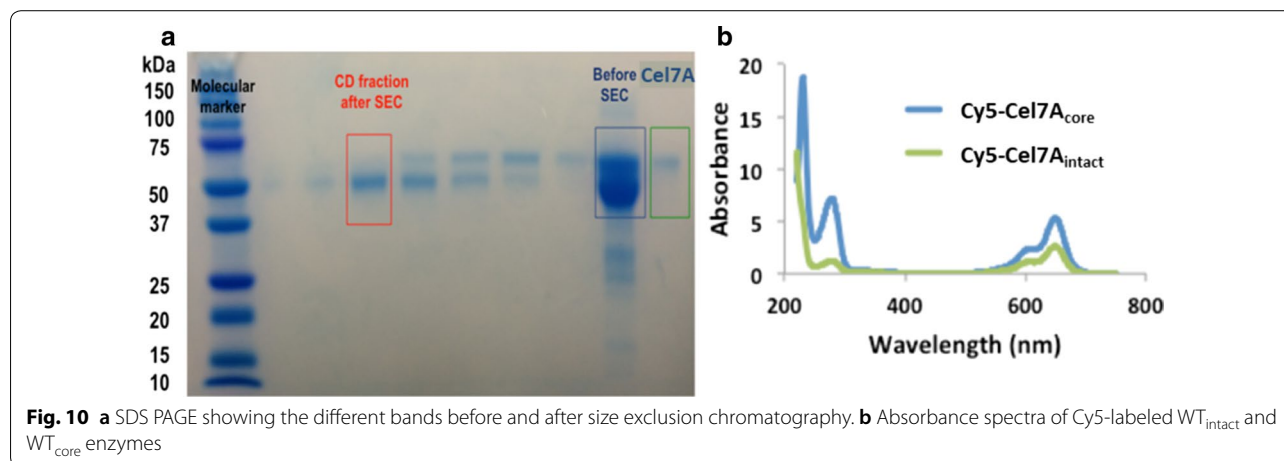 a
kDa
150
100
75
50
37
25
20
15
10
Molecular
marker
CD fraction
after SEC
Before
SEC
Cel7A
b
Absorbance
20
15
10
5
0
200
400
600
800
Wavelength (nm)
Cy5-Cel7Acore
Cy5-Cel7Aintact
Fig. 10 a SDS PAGE showing the different bands before and after size exclusion chromatography. b Absorbance spectra of Cy5-labeled WTintact and
WTcore enzymes